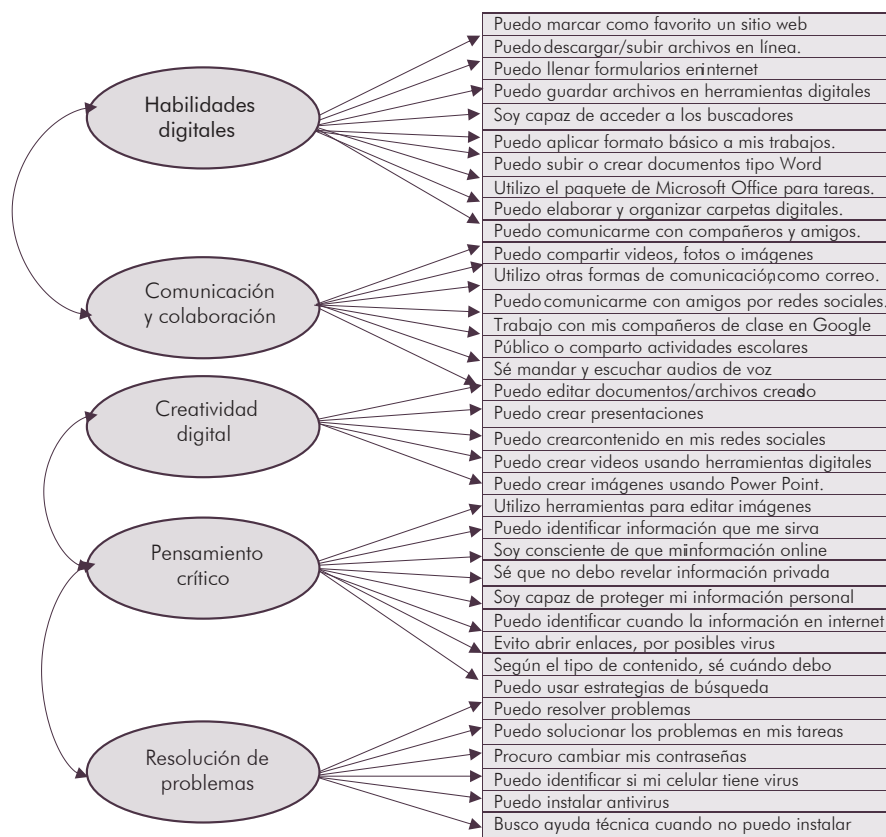 Habilidades
digitales
Comunicación
y colaboración
Creatividad
digital
Pensamiento
crítico
Resolución de
problemas
Puedo marcar como favorito un sitio web
Puedo descargar/subir archivos en línea.
Puedo llenar formularios en internet
Puedo guardar archivos en herramientas digitales
Soy capaz de acceder a los buscadores
Puedo aplicar formato básico a mis trabajos.
Puedo subir o crear documentos tipo Word
Utilizo el paquete de Microsoft Office para tareas.
Puedo elaborar y organizar carpetas digitales.
Puedo comunicarme con compañeros y amigos.
Puedo compartir videos, fotos o imágenes
Utilizo otras formas de comunicación, como correo.
Puedo comunicarme con amigos por redes sociales.
Trabajo con mis compañeros de clase en Google
Público o comparto actividades escolares
Sé mandar y escuchar audios de voz
Puedo editar documentos/archivos creado
Puedo crear presentaciones
Puedo crear contenido en mis redes sociales
Puedo crear videos usando herramientas digitales
Puedo crear imágenes usando Power Point.
Utilizo herramientas para editar imágenes
Puedo identificar información que me sirva
Soy consciente de que mi información online
Sé que no debo revelar información privada
Soy capaz de proteger mi información personal
Puedo identificar cuando la información en internet
Evito abrir enlaces, por posibles virus
Según el tipo de contenido, sé cuándo debo
Puedo usar estrategias de búsqueda
Puedo resolver problemas
Puedo solucionar los problemas en mis tareas
Procuro cambiar mis contraseñas
Puedo identificar si mi celular tiene virus
Puedo instalar antivirus
Busco ayuda técnica cuando no puedo instalar